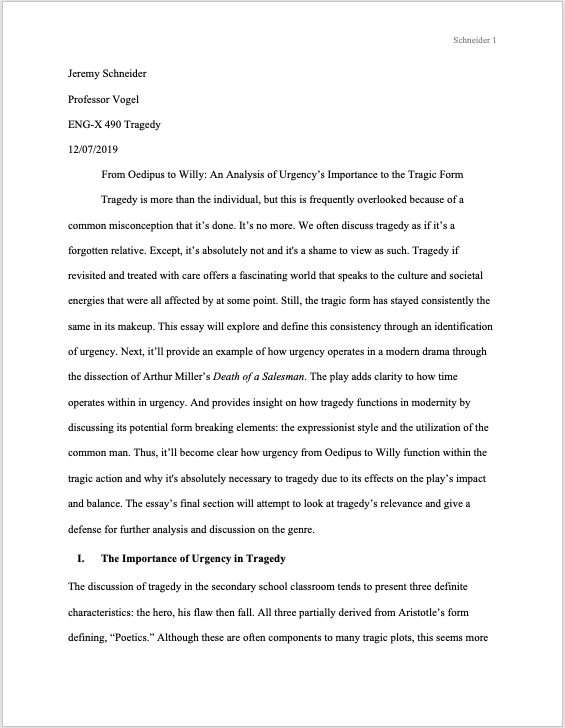 Schneider 1
Jeremy Schneider
Professor Vogel
ENG-X 490 Tragedy
12/07/2019
From Oedipus to Willy: An Analysis of Urgency’s Importance to the Tragic Form
Tragedy is more than the individual, but this is frequently overlooked because of a
common misconception that it’s done. It’s no more. We often discuss tragedy as if it’s a
forgotten relative. Except, it’s absolutely not and it's a shame to view as such. Tragedy if
revisited and treated with care offers a fascinating world that speaks to the culture and societal
energies that were all affected by at some point. Still, the tragic form has stayed consistently the
same in its makeup. This essay will explore and define this consistency through an identification
of urgency. Next, it’ll provide an example of how urgency operates in a modern drama through
the dissection of Arthur Miller’s Death of a Salesman. The play adds clarity to how time
operates within in urgency. And provides insight on how tragedy functions in modernity by
discussing its potential form breaking elements: the expressionist style and the utilization of the
common man. Thus, it’ll become clear how urgency from Oedipus to Willy function within the
tragic action and why it's absolutely necessary to tragedy due to its effects on the play’s impact
and balance. The essay’s final section will attempt to look at tragedy’s relevance and give a
defense for further analysis and discussion on the genre.
I. The Importance of Urgency in Tragedy
The discussion of tragedy in the secondary school classroom tends to present three definite
characteristics: the hero, his flaw then fall. All three partially derived from Aristotle’s form
defining, “Poetics.” Although these are often components to many tragic plots, this seems more